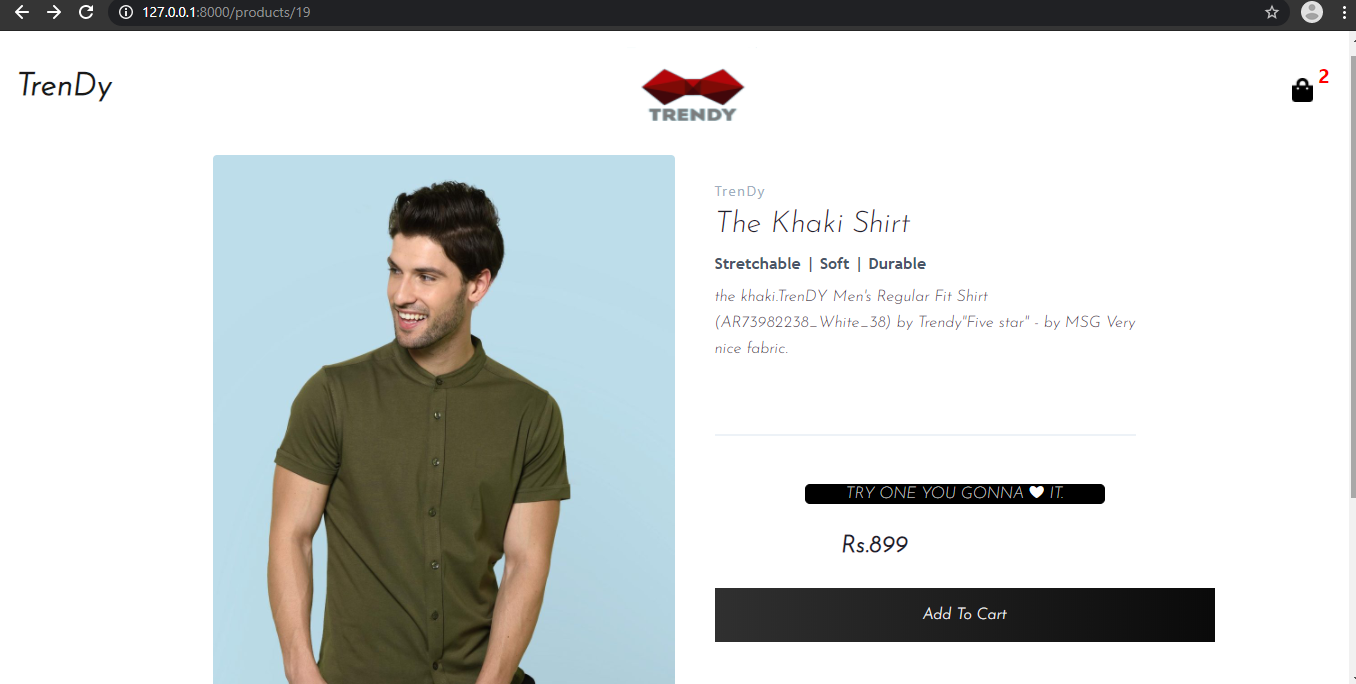 127.0.0.1:8000/products/19
TrenDy
TRENDY
2
TrenDy
The Khaki Shirt
Stretchable | Soft | Durable
the khaki.TrenDY Men's Regular Fit Shirt
(AR73982238_White_38) by Trendy"Five star" - by MSG Very
nice fabric.
TRY ONE YOU GONNA 🤍 IT.
Rs.899
Add To Cart